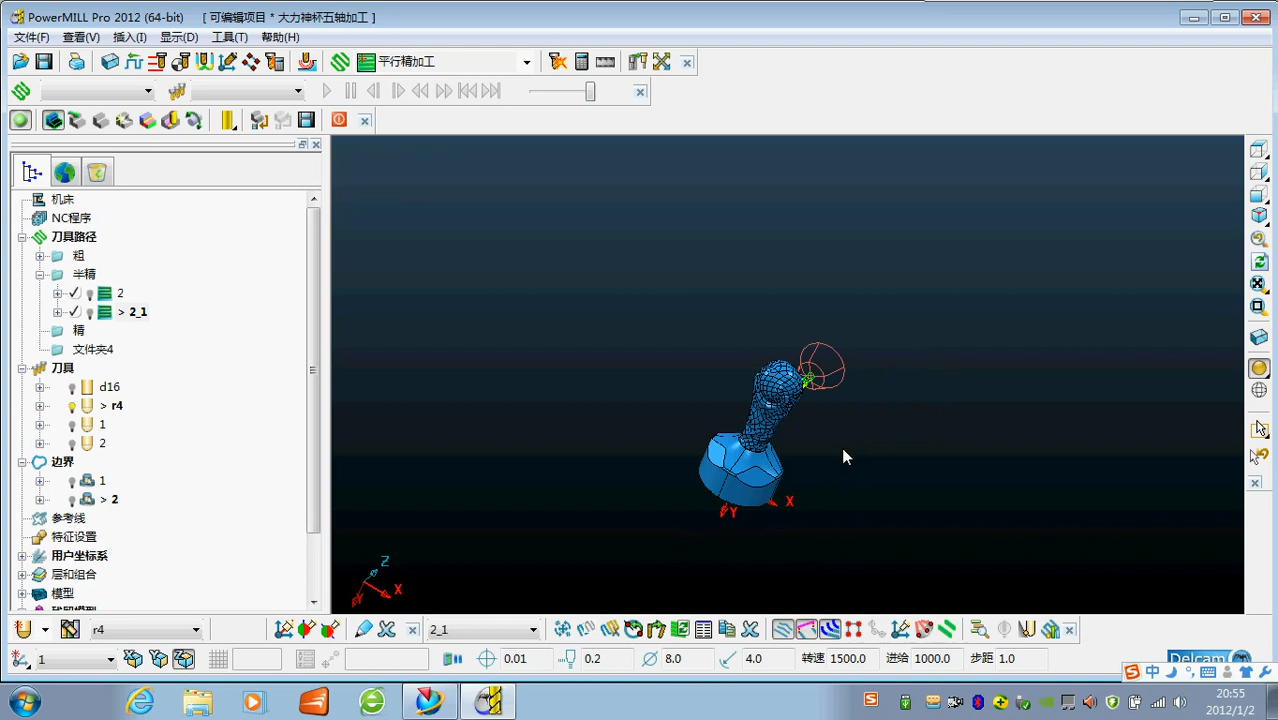 PowerMILL Pro 2012 (64-bit)    [ 可编辑项目 * 大力神杯五轴加工 ]
文件(F) 查看(V) 插入(I) 显示(D) 工具(T) 帮助(H)
平行精加工
机床
NC程序
刀具路径
粗
半精
2
> 2_1
精
文件夹4
刀具
d16
> r4
1
2
边界
1
> 2
参考线
特征设置
用户坐标系
层和组合
模型
X
Y
Z
X
Y
r4
2_1
1
0.01
0.2
8.0
4.0
转速 1500.0
进给 1000.0
步距 1.0
Delcam
中
20:55
2012/1/2